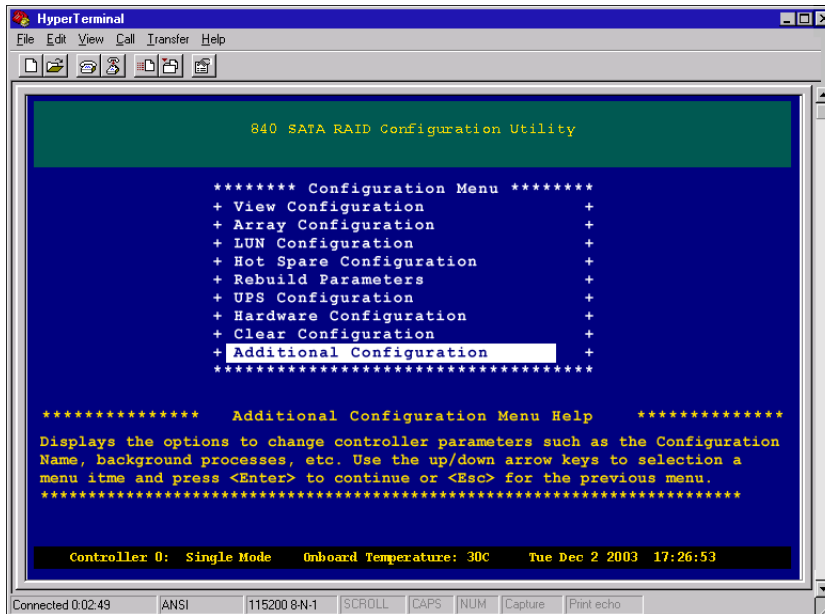 HyperTerminal
File Edit View Call Transfer Help
840 SATA RAID Configuration Utility
******** Configuration Menu ********
+ View Configuration +
+ Array Configuration +
+ LUN Configuration +
+ Hot Spare Configuration +
+ Rebuild Parameters +
+ UPS Configuration +
+ Hardware Configuration +
+ Clear Configuration +
+ Additional Configuration +
************************************
*************** Additional Configuration Menu Help **************
Displays the options to change controller parameters such as the Configuration
Name, background processes, etc. Use the up/down arrow keys to selection a
menu itme and press <Enter> to continue or <Esc> for the previous menu.
**********************************************************************
Controller 0: Single Mode Onboard Temperature: 30C Tue Dec 2 2003 17:26:53
Connected 0:02:49 ANSI 115200 8-N-1 SCROLL CAPS NUM Capture Print echo